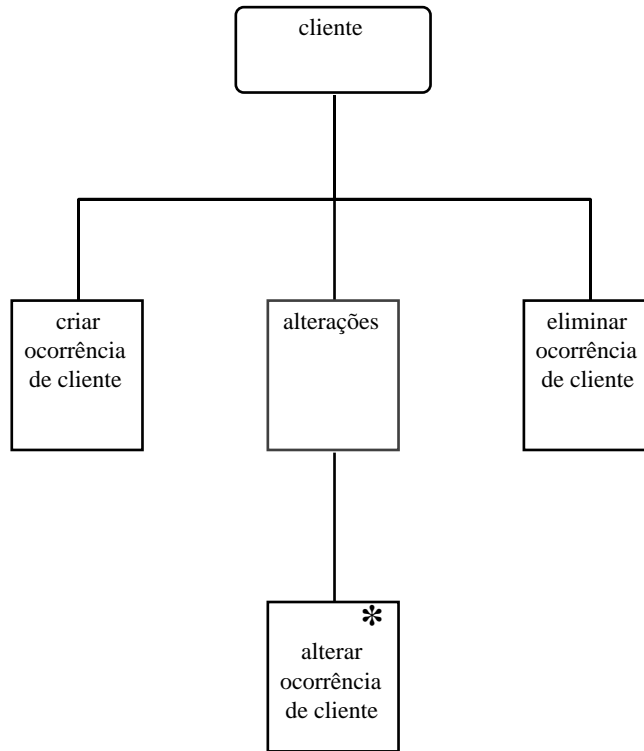 cliente
criar
ocorrência
de cliente
alterações
eliminar
ocorrência
de cliente
*
alterar
ocorrência
de cliente